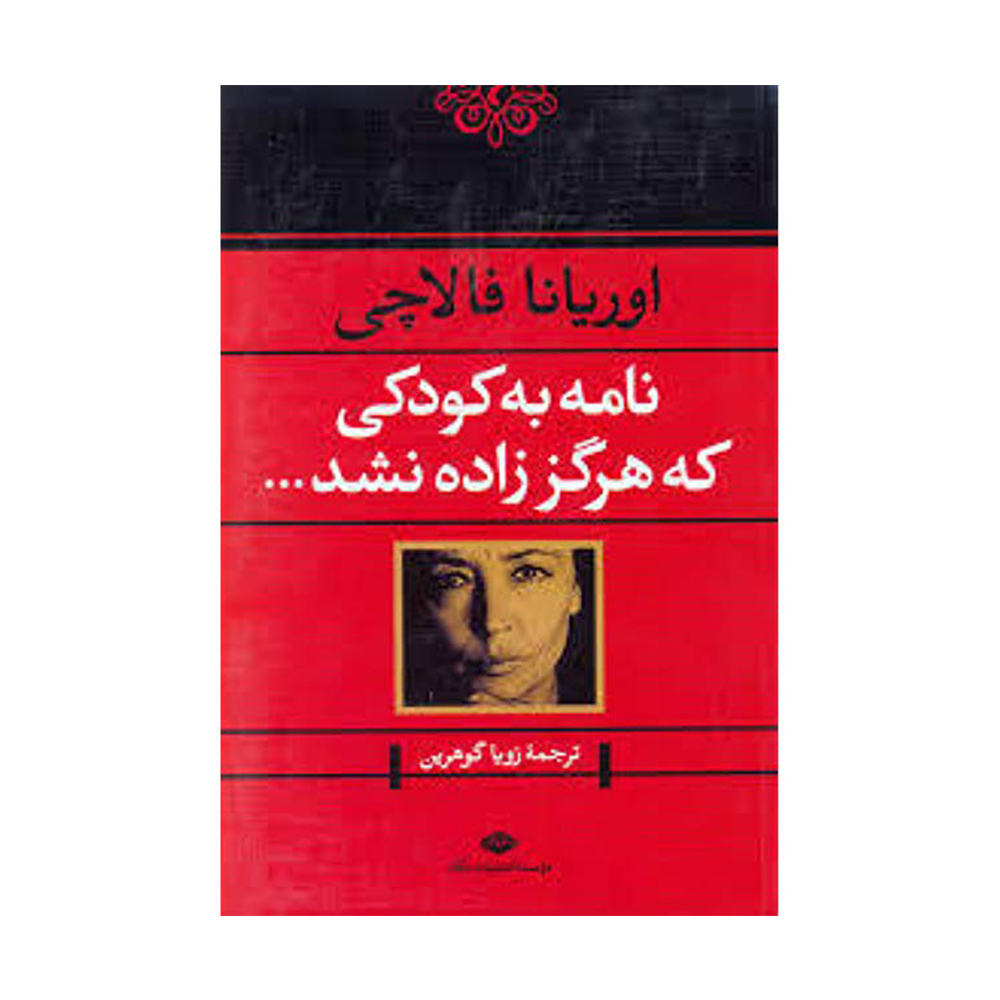 اوریانا فالاچی
نامه به کودکی
که هرگز زاده نشد...
ترجمهٔ زویا گوهرین